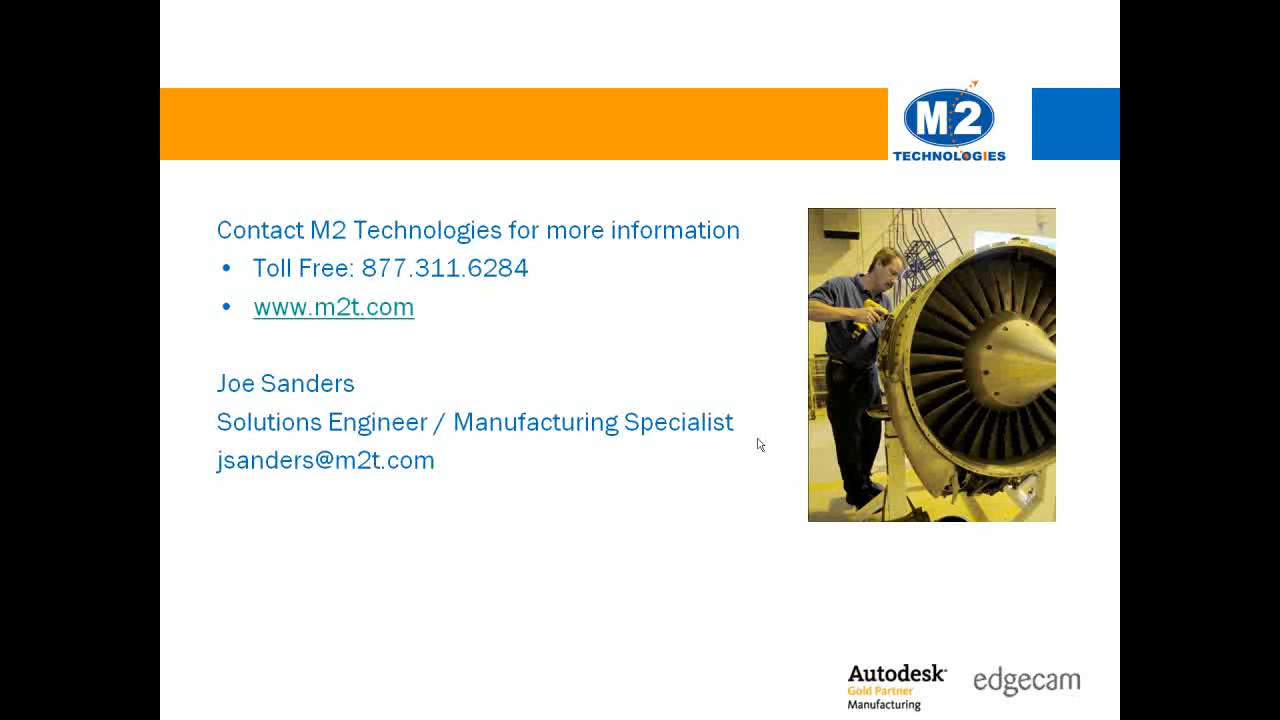 M2
TECHNOLOGIES
Contact M2 Technologies for more information
• Toll Free: 877.311.6284
• www.m2t.com
Joe Sanders
Solutions Engineer / Manufacturing Specialist
jsanders@m2t.com
Autodesk
Gold Partner
Manufacturing
edgecam